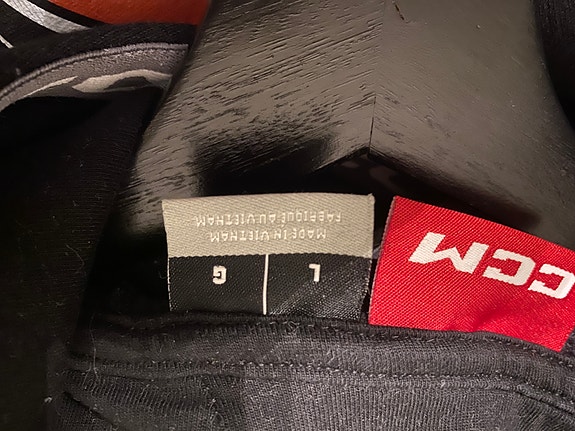 MADE IN VIETNAM
FABRIQUÉ AU VIETNAM
L G
CCM